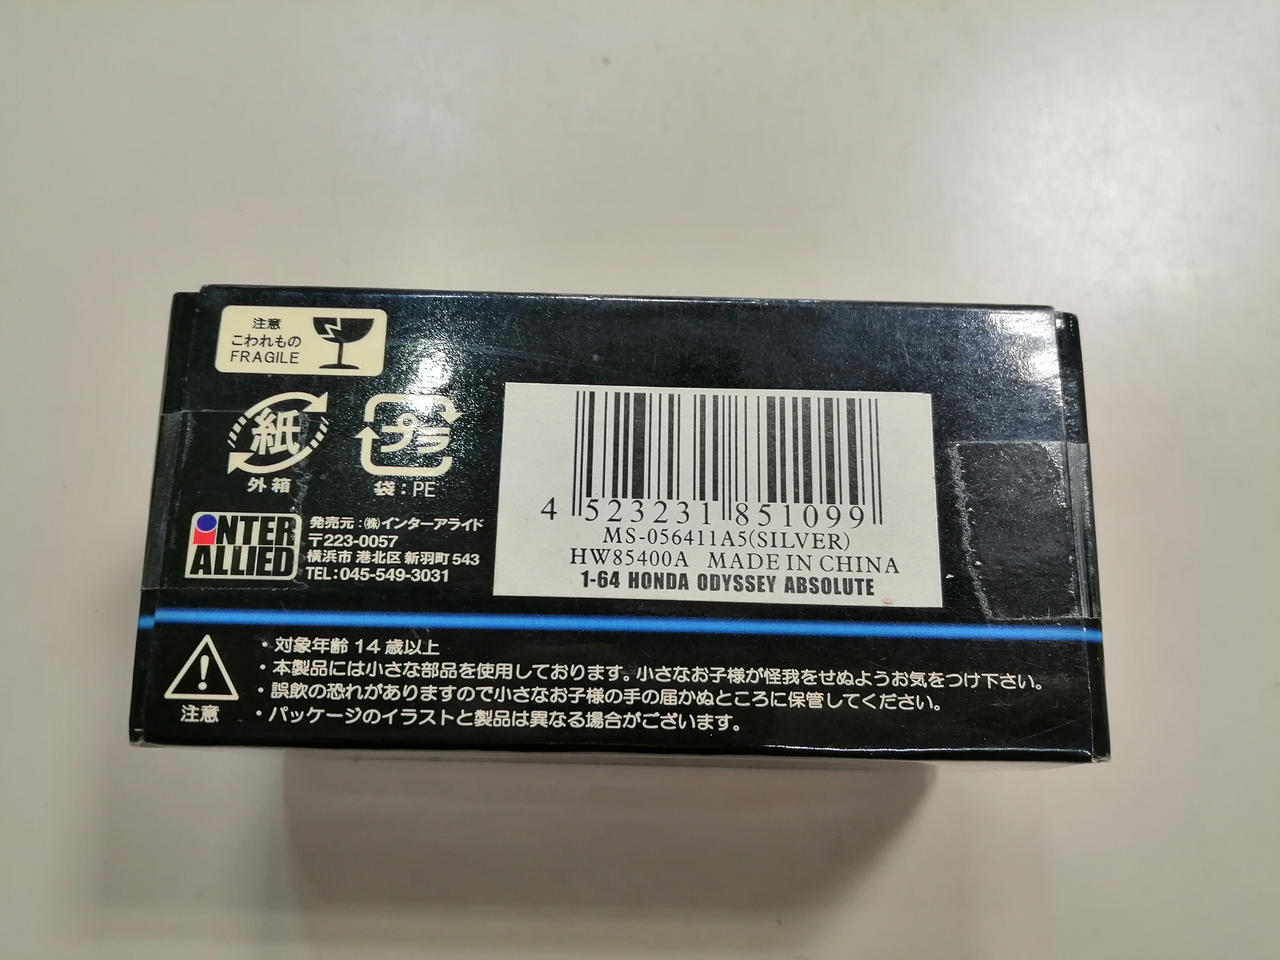 注意
こわれもの
FRAGILE
紙
外箱
プラ
袋：PE
INTER
ALLIED
発売元：㈱インターアライド
〒223-0057
横浜市 港北区 新羽町 543
TEL：045-549-3031
4 523231 851099
MS-056411A5(SILVER)
HW85400A MADE IN CHINA
1-64 HONDA ODYSSEY ABSOLUTE
注意
・対象年齢 14 歳以上
・本製品には小さな部品を使用しております。小さなお子様が怪我をせぬようお気をつけ下さい。
・誤飲の恐れがありますので小さなお子様の手の届かぬところに保管してください。
・パッケージのイラストと製品は異なる場合がございます。